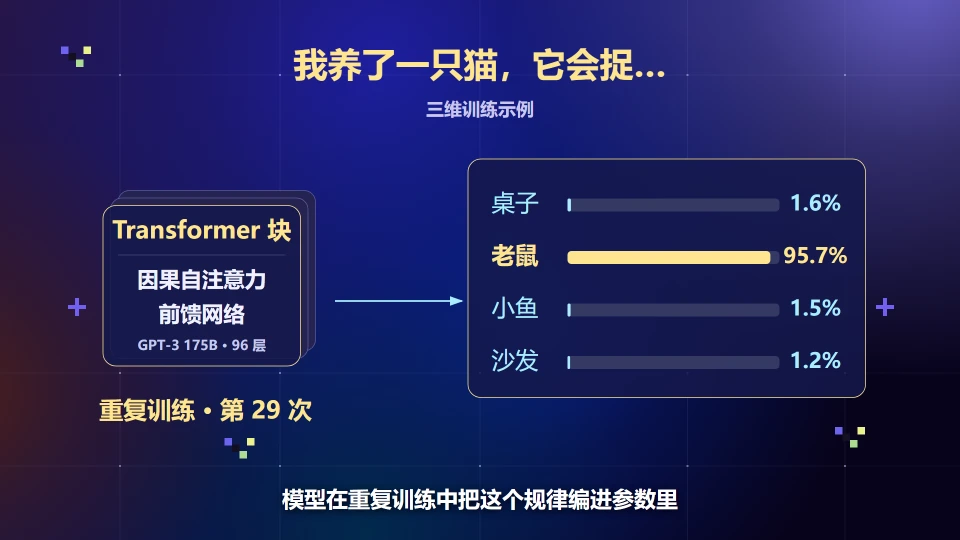 我养了一只猫，它会捉...
三维训练示例
Transformer 块
因果自注意力
前馈网络
GPT-3 175B • 96 层
重复训练 • 第 29 次
桌子 1.6%
老鼠 95.7%
小鱼 1.5%
沙发 1.2%
模型在重复训练中把这个规律编进参数里